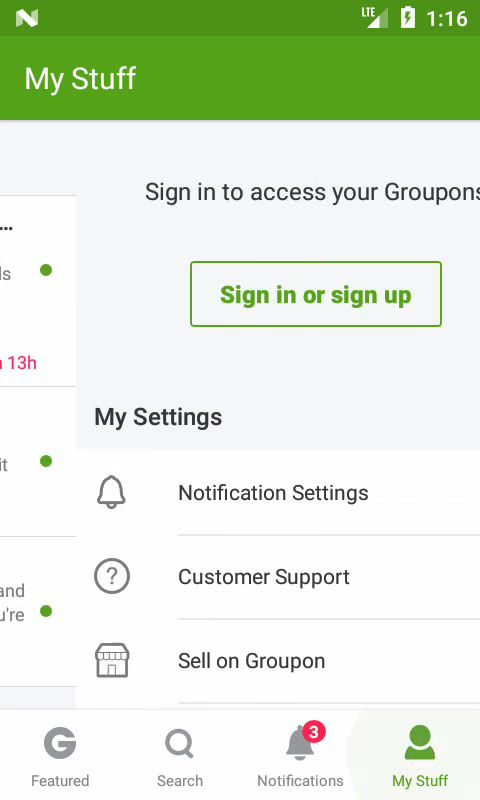 LTE 1:16
My Stuff
Sign in to access your Groupons
...
ls
Sign in or sign up
13h
My Settings
it
Notification Settings
Customer Support
and
u're
Sell on Groupon
3
Featured
Search
Notifications
My Stuff